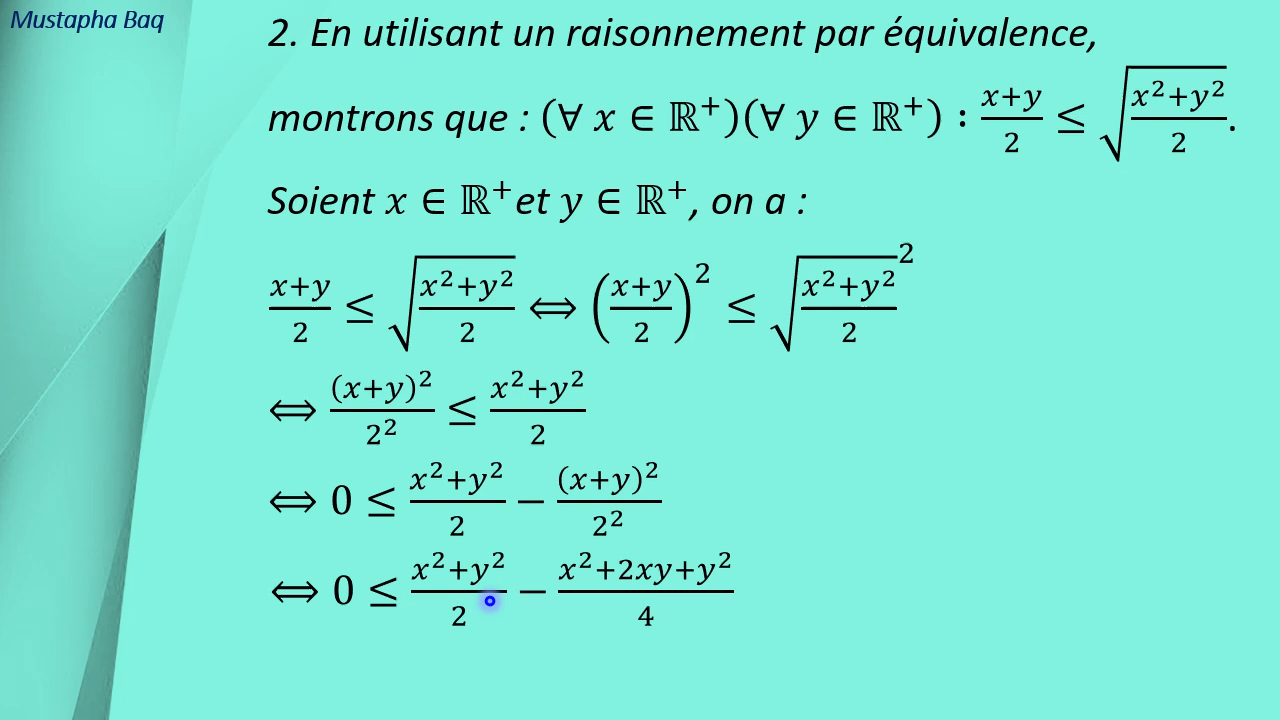 Mustapha Baq
2. En utilisant un raisonnement par équivalence,
montrons que : (∀ x ∈ ℝ⁺)(∀ y ∈ ℝ⁺) : (x+y)/2 ≤ √((x²+y²)/2).
Soient x ∈ ℝ⁺ et y ∈ ℝ⁺, on a :
(x+y)/2 ≤ √((x²+y²)/2) ⟺ ((x+y)/2)² ≤ √((x²+y²)/2)²
⟺ (x+y)²/2² ≤ (x²+y²)/2
⟺ 0 ≤ (x²+y²)/2 − (x+y)²/2²
⟺ 0 ≤ (x²+y²)/2 − (x²+2xy+y²)/4